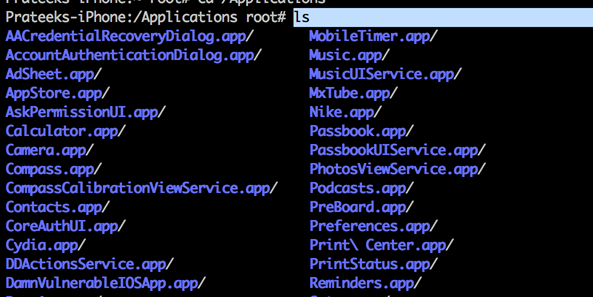 Prateeks-iPhone:~ root# cd /Applications
Prateeks-iPhone:/Applications root# ls
AACredentialRecoveryDialog.app/ MobileTimer.app/
AccountAuthenticationDialog.app/ Music.app/
AdSheet.app/ MusicUIService.app/
AppStore.app/ MxTube.app/
AskPermissionUI.app/ Nike.app/
Calculator.app/ Passbook.app/
Camera.app/ PassbookUIService.app/
Compass.app/ PhotosViewService.app/
CompassCalibrationViewService.app/ Podcasts.app/
Contacts.app/ PreBoard.app/
CoreAuthUI.app/ Preferences.app/
Cydia.app/ Print\ Center.app/
DDActionsService.app/ PrintStatus.app/
DamnVulnerableIOSApp.app/ Reminders.app/